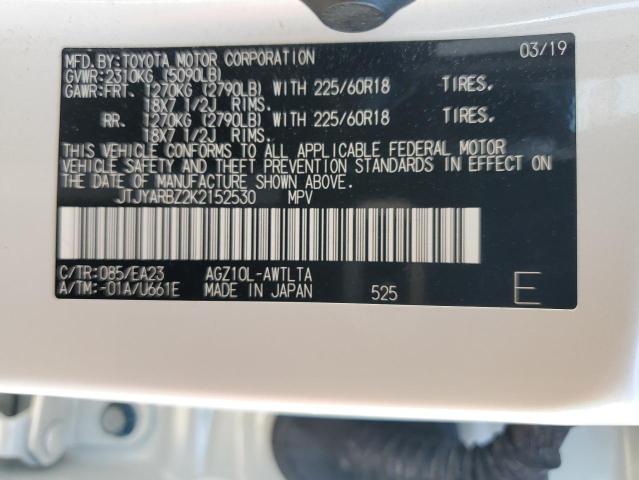 MFD.BY:TOYOTA MOTOR CORPORATION 03/19
GVWR:2310KG (5090LB)
GAWR:FRT. 1270KG (2790LB) WITH 225/60R18 TIRES.
18X7 1/2J RIMS.
RR. 1270KG (2790LB) WITH 225/60R18 TIRES.
18X7 1/2J RIMS.
THIS VEHICLE CONFORMS TO ALL APPLICABLE FEDERAL MOTOR
VEHICLE SAFETY AND THEFT PREVENTION STANDARDS IN EFFECT ON
THE DATE OF MANUFACTURE SHOWN ABOVE.
JTJYARBZ2K2152530 MPV
C/TR:085/EA23 AGZ10L-AWTLTA
A/TM:-01A/U661E MADE IN JAPAN 525 E